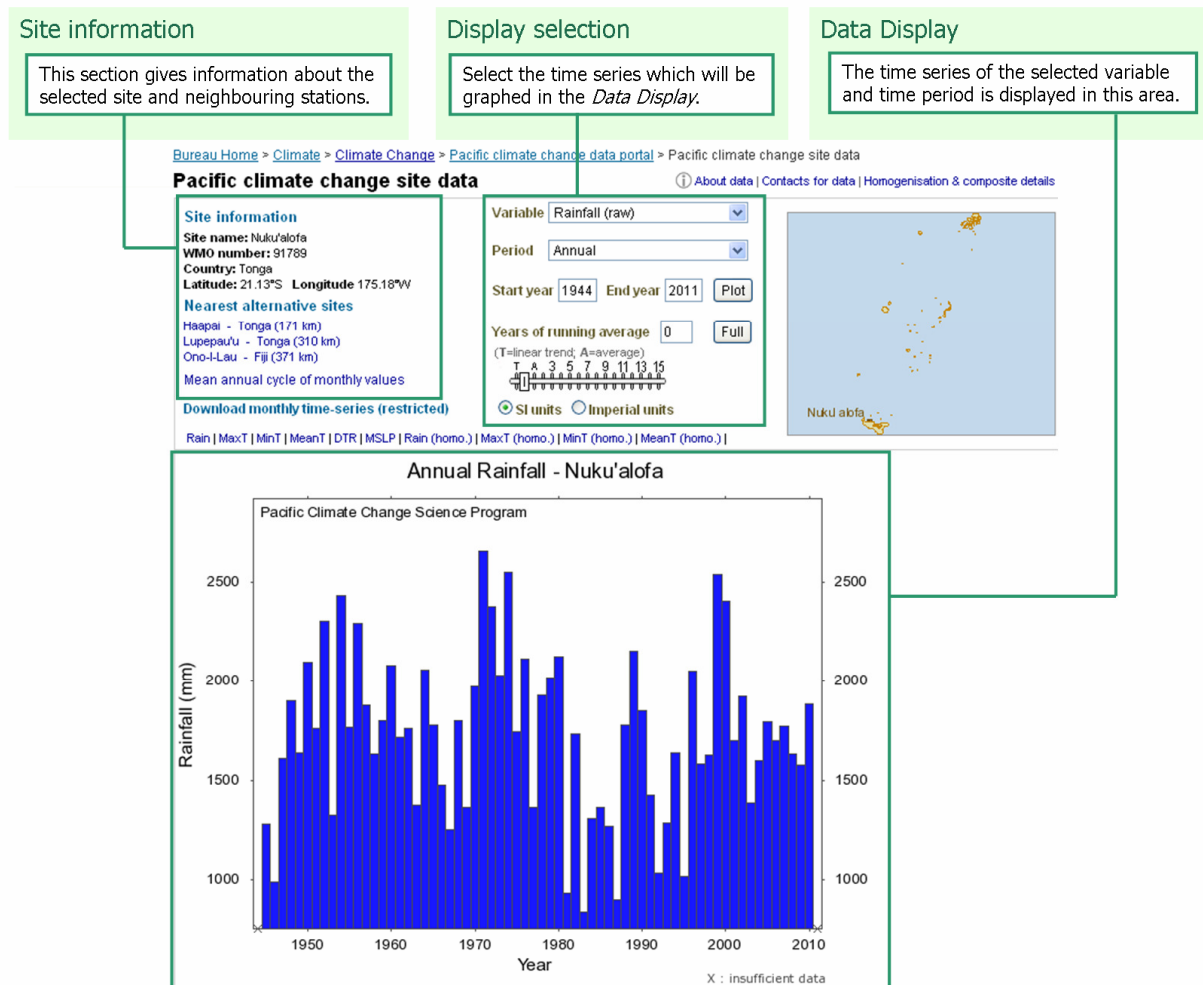 Site information
This section gives information about the
selected site and neighbouring stations.
Display selection
Select the time series which will be
graphed in the Data Display.
Data Display
The time series of the selected variable
and time period is displayed in this area.
Bureau Home > Climate > Climate Change > Pacific climate change data portal > Pacific climate change site data
Pacific climate change site data
i About data | Contacts for data | Homogenisation & composite details
Site information
Site name: Nuku'alofa
WMO number: 91789
Country: Tonga
Latitude: 21.13°S Longitude 175.18°W
Nearest alternative sites
Haapai - Tonga (171 km)
Lupepau'u - Tonga (310 km)
Ono-I-Lau - Fiji (371 km)
Mean annual cycle of monthly values
Download monthly time-series (restricted)
Variable Rainfall (raw)
Period Annual
Start year 1944 End year 2011 Plot
Years of running average 0 Full
(T=linear trend; A=average)
T A 3 5 7 9 11 13 15
SI units Imperial units
Nuku'alofa
Rain | MaxT | MinT | MeanT | DTR | MSLP | Rain (homo.) | MaxT (homo.) | MinT (homo.) | MeanT (homo.) |
Annual Rainfall - Nuku'alofa
Pacific Climate Change Science Program
2500 2500
2000 2000
1500 1500
1000 1000
Rainfall (mm)
1950 1960 1970 1980 1990 2000 2010
Year
X : insufficient data